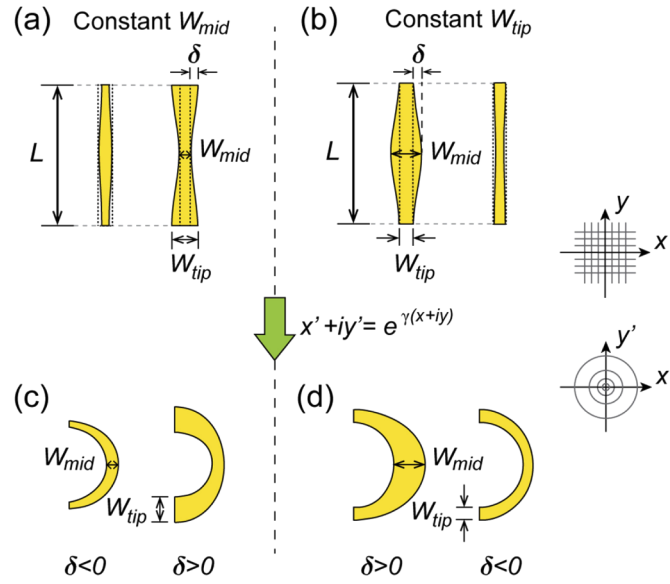 (a) Constant W_mid
δ
L
W_mid
W_tip
(b) Constant W_tip
δ
L
W_mid
W_tip
y
x
x'+iy'= e^γ(x+iy)
y'
x
(c)
W_mid
W_tip
δ<0 δ>0
(d)
W_mid
W_tip
δ>0 δ<0